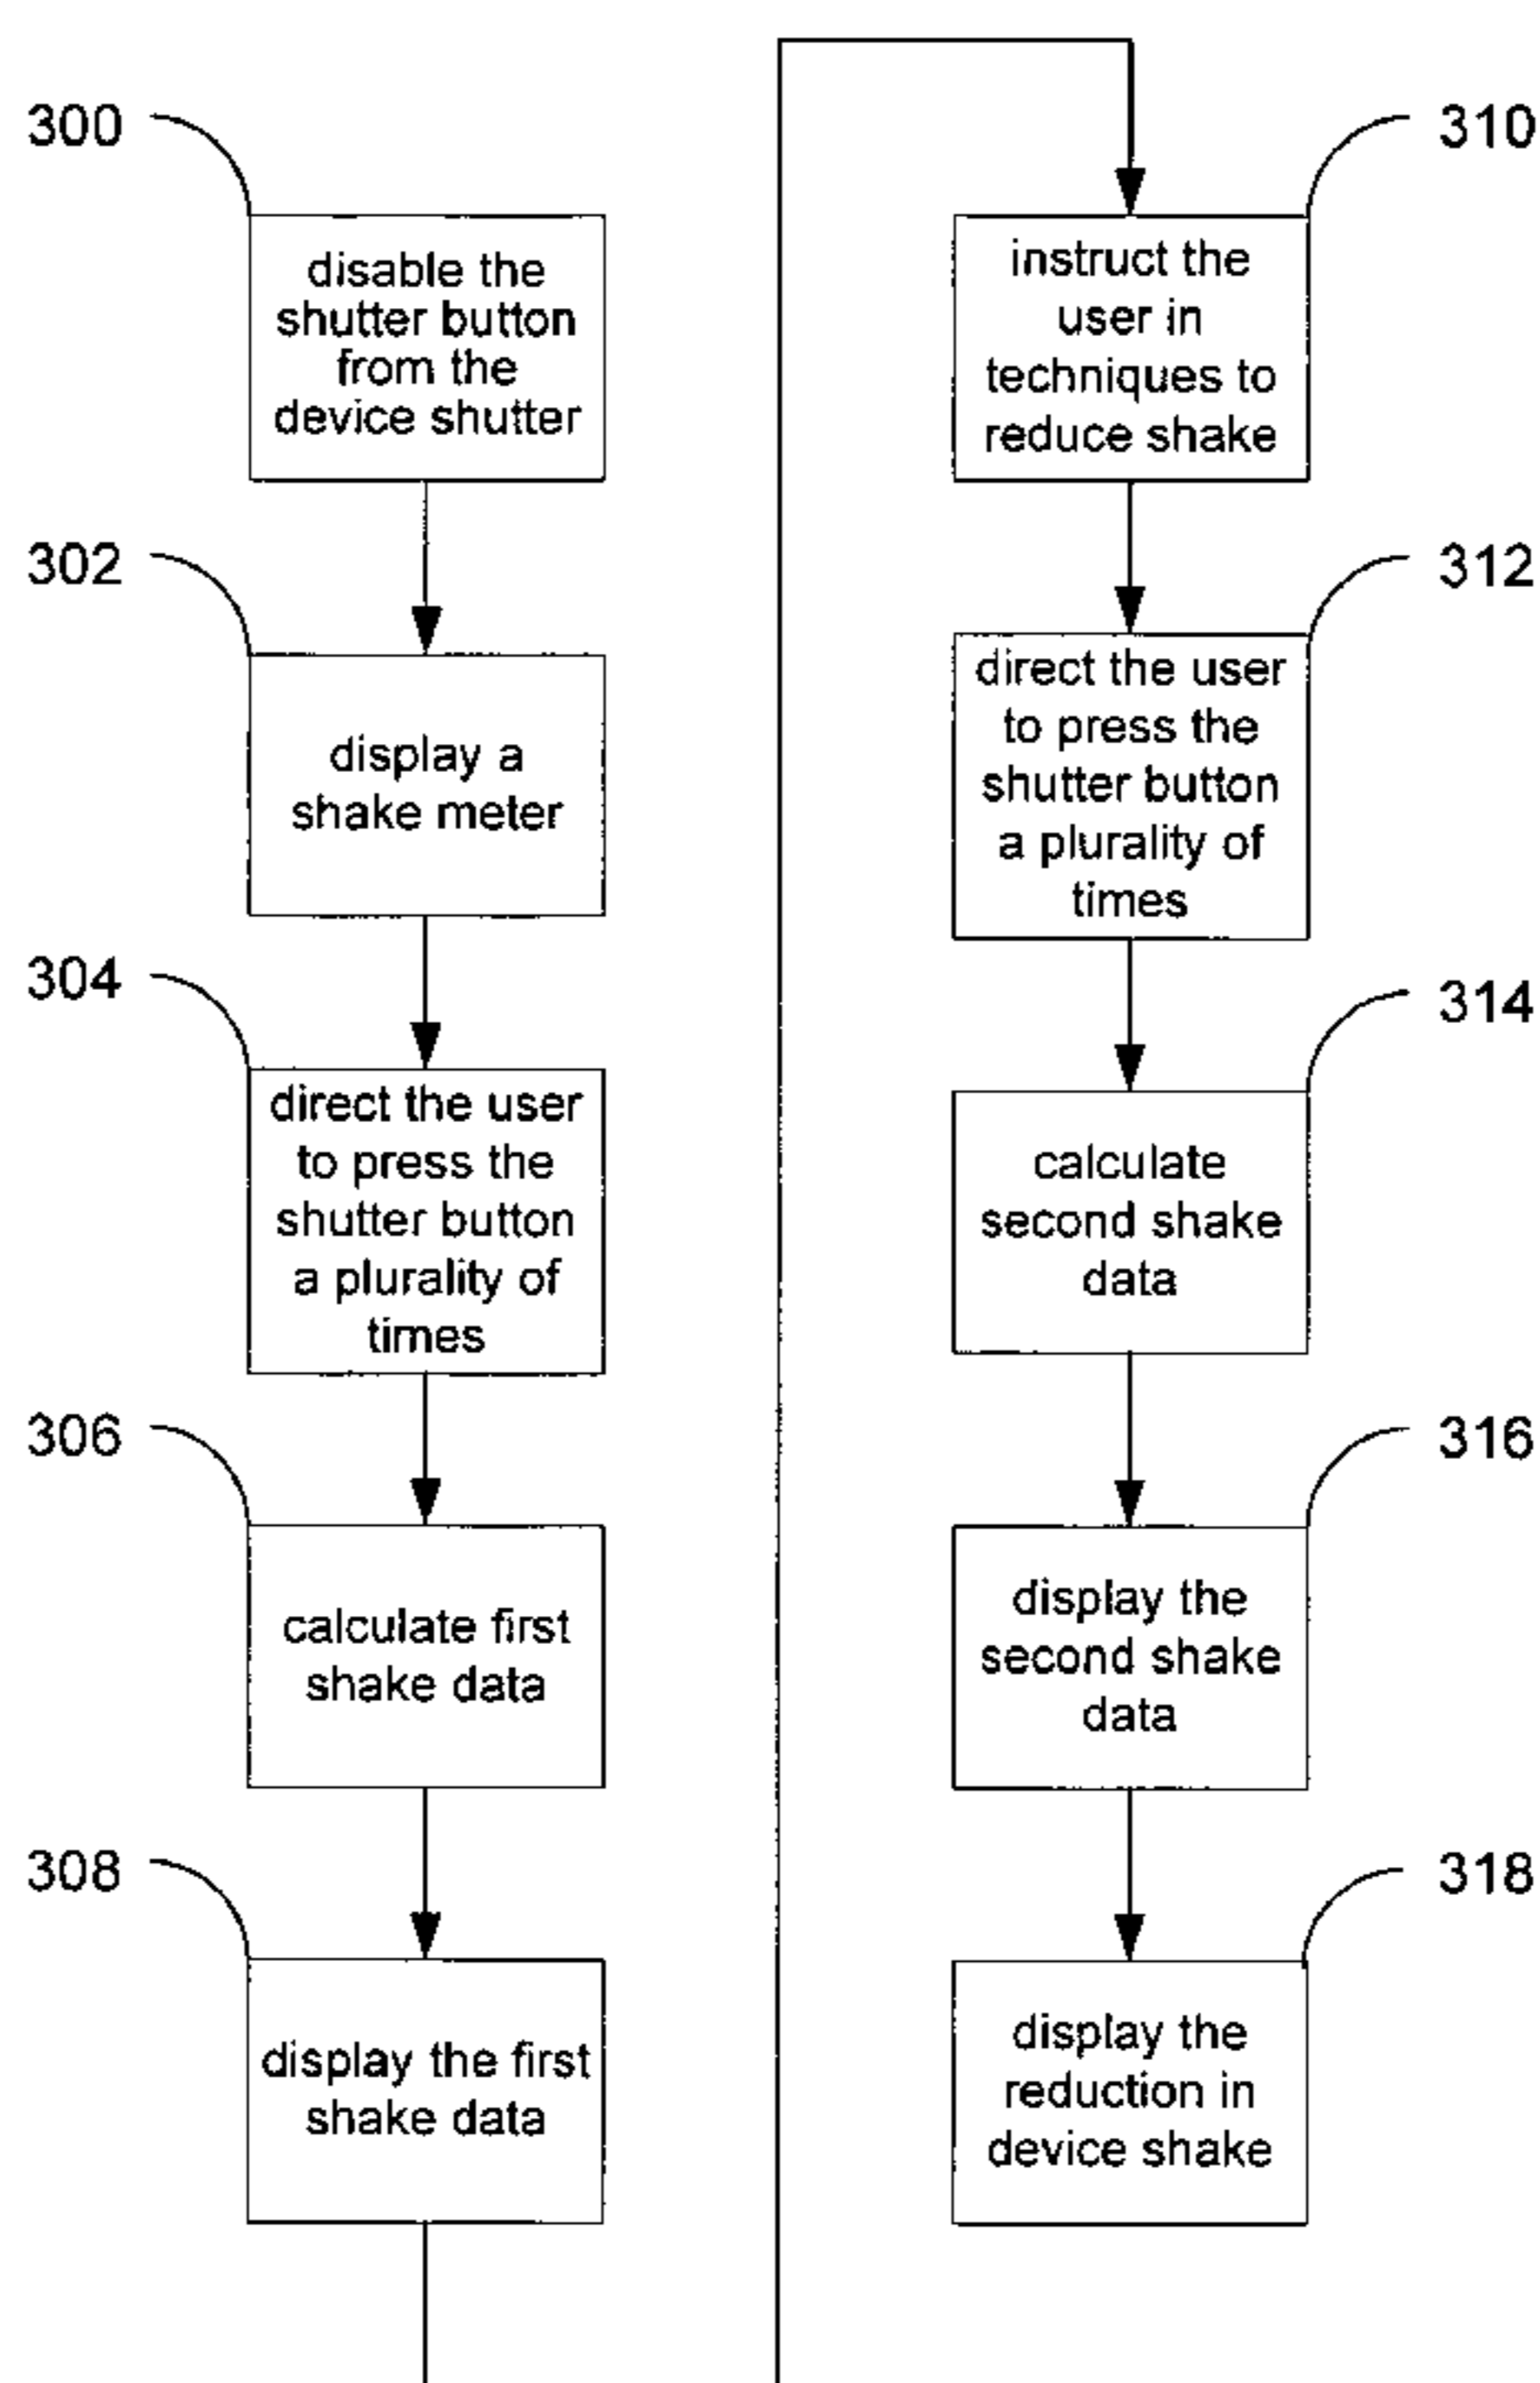 300
disable the
shutter button
from the
device shutter
302
display a
shake meter
304
direct the user
to press the
shutter button
a plurality of
times
306
calculate first
shake data
308
display the first
shake data
310
instruct the
user in
techniques to
reduce shake
312
direct the user
to press the
shutter button
a plurality of
times
314
calculate
second shake
data
316
display the
second shake
data
318
display the
reduction in
device shake